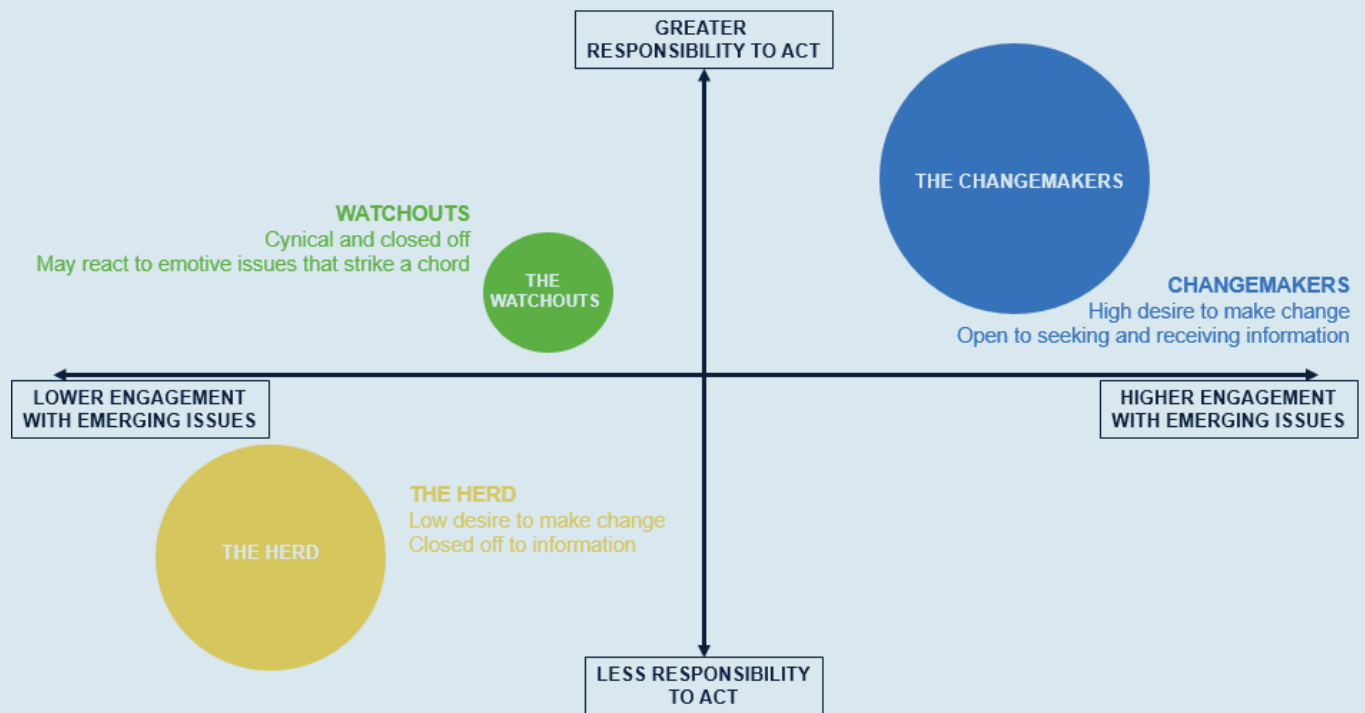 GREATER
RESPONSIBILITY TO ACT
THE CHANGEMAKERS
WATCHOUTS
Cynical and closed off
May react to emotive issues that strike a chord
THE
WATCHOUTS
CHANGEMAKERS
High desire to make change
Open to seeking and receiving information
LOWER ENGAGEMENT
WITH EMERGING ISSUES
HIGHER ENGAGEMENT
WITH EMERGING ISSUES
THE HERD
Low desire to make change
Closed off to information
THE HERD
LESS RESPONSIBILITY
TO ACT